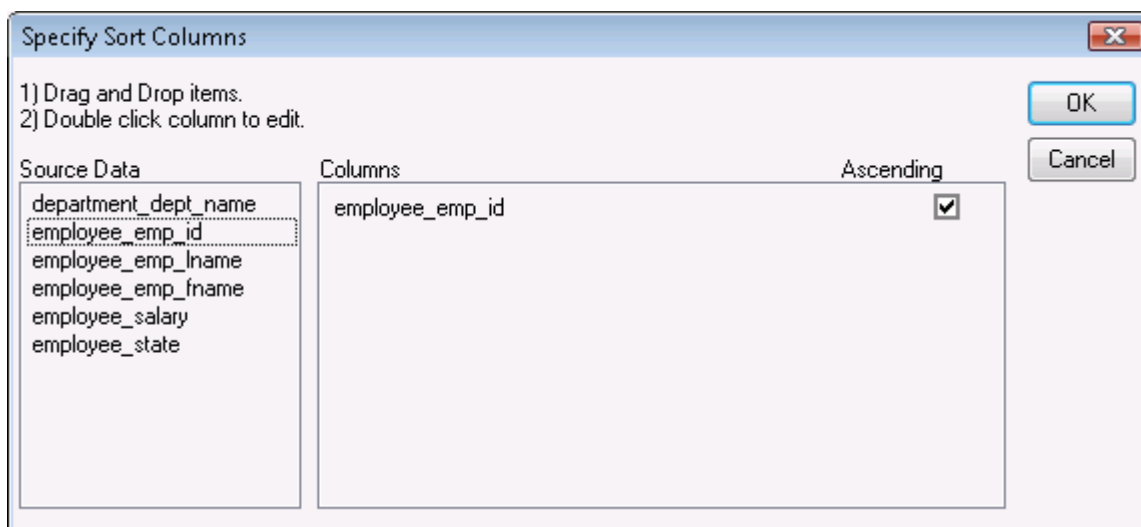 Specify Sort Columns
1) Drag and Drop items.
2) Double click column to edit.
OK
Cancel
Source Data
department_dept_name
employee_emp_id
employee_emp_lname
employee_emp_fname
employee_salary
employee_state
Columns Ascending
employee_emp_id